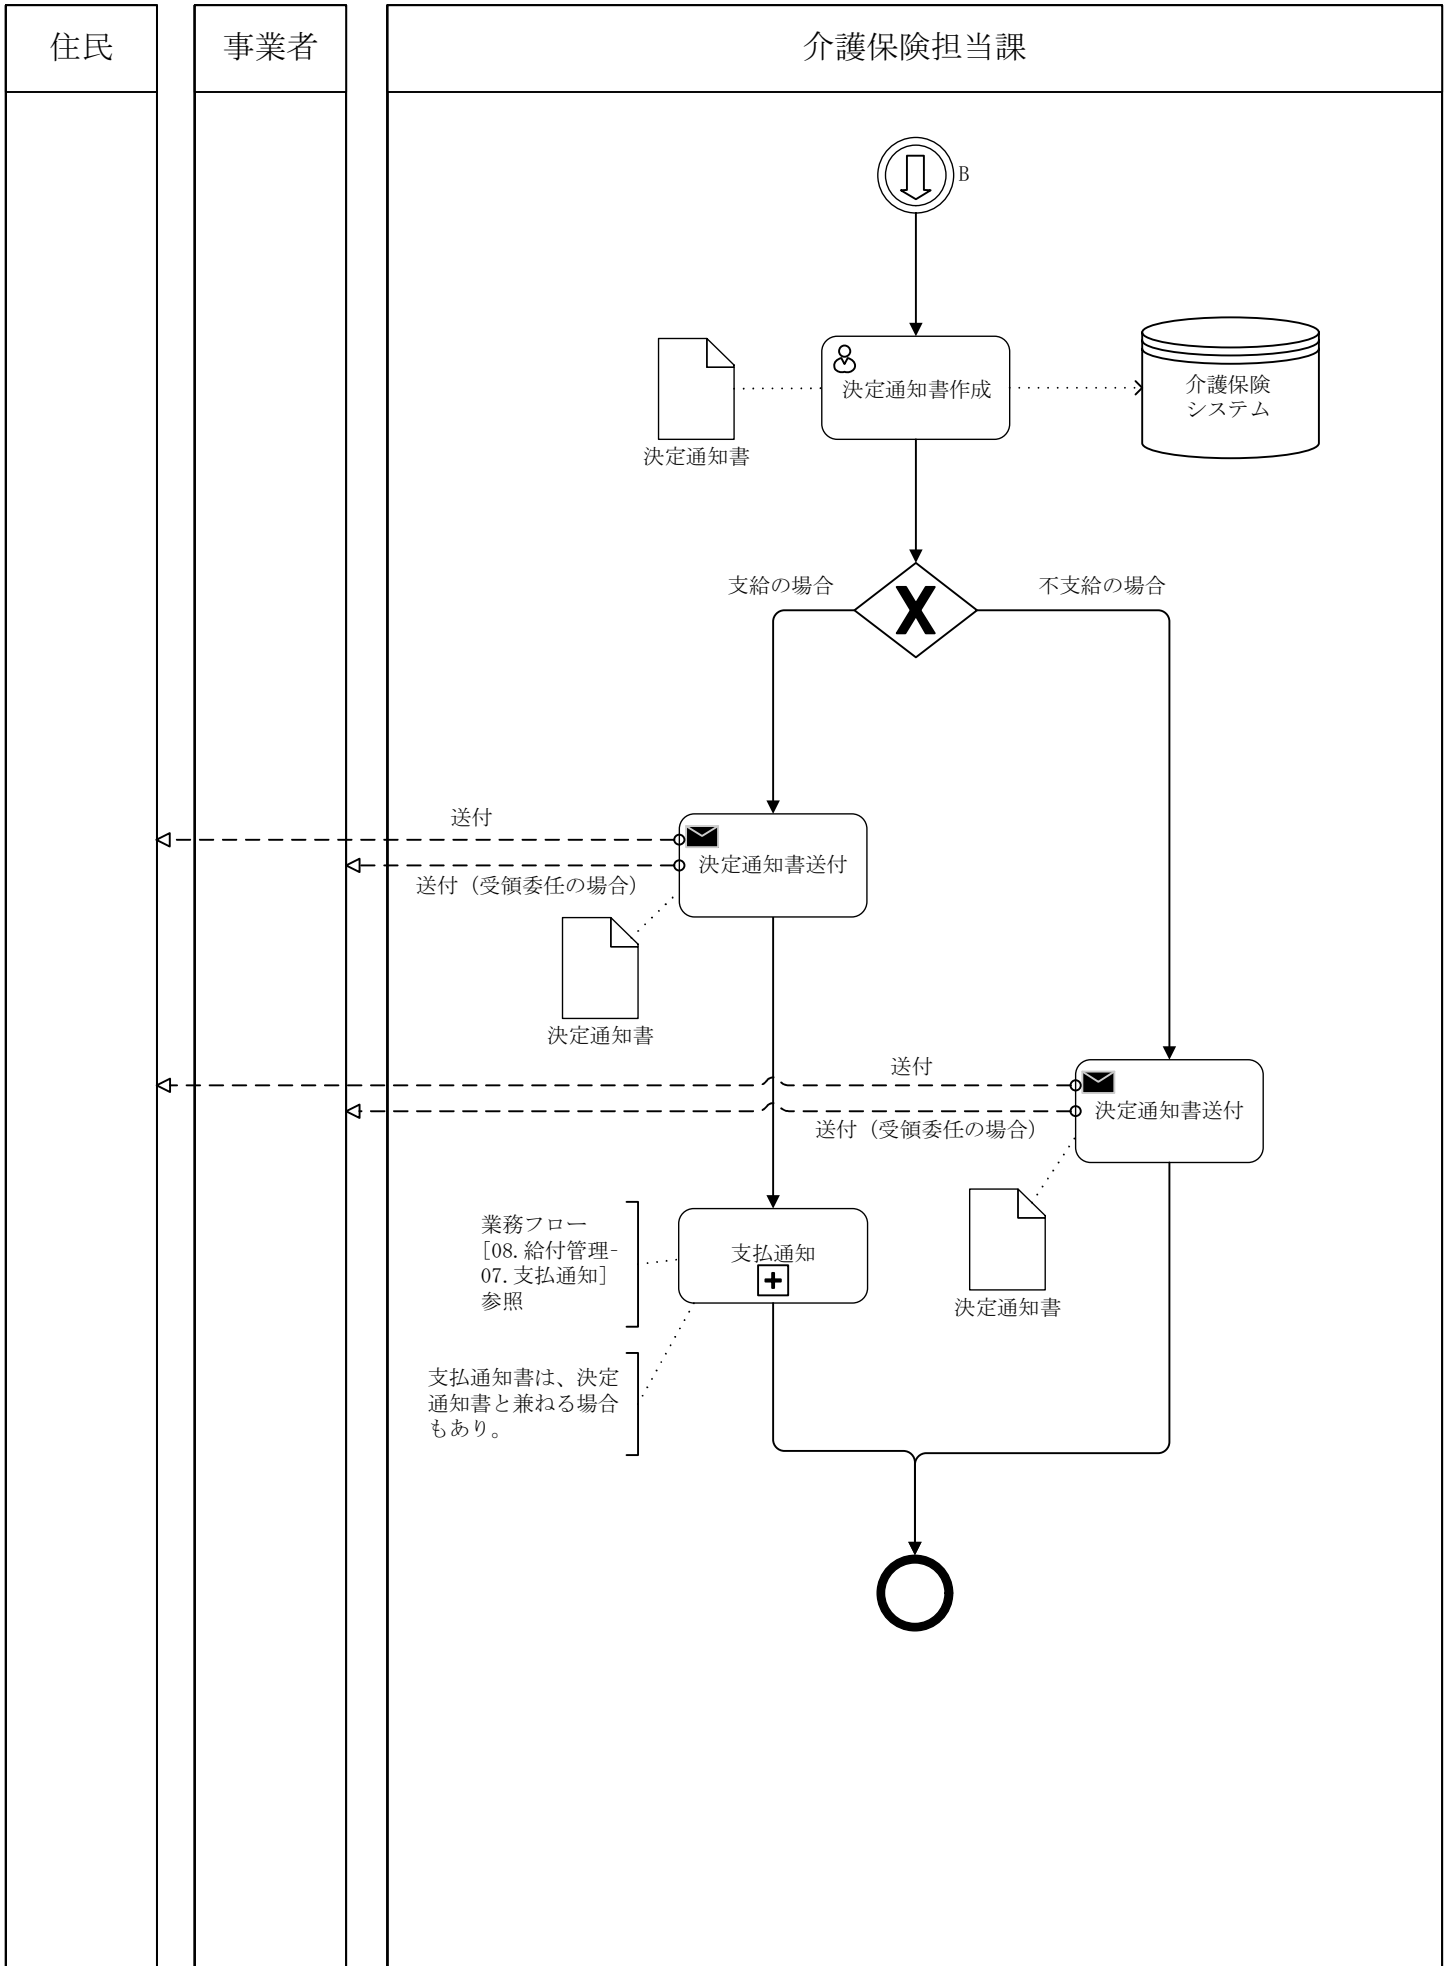 住民
事業者
介護保険担当課
B
決定通知書作成
介護保険
システム
決定通知書
支給の場合
不支給の場合
送付
決定通知書送付
送付（受領委任の場合）
決定通知書
送付
決定通知書送付
送付（受領委任の場合）
業務フロー
[08.給付管理-
07.支払通知]
参照
支払通知
決定通知書
支払通知書は、決定
通知書と兼ねる場合
もあり。